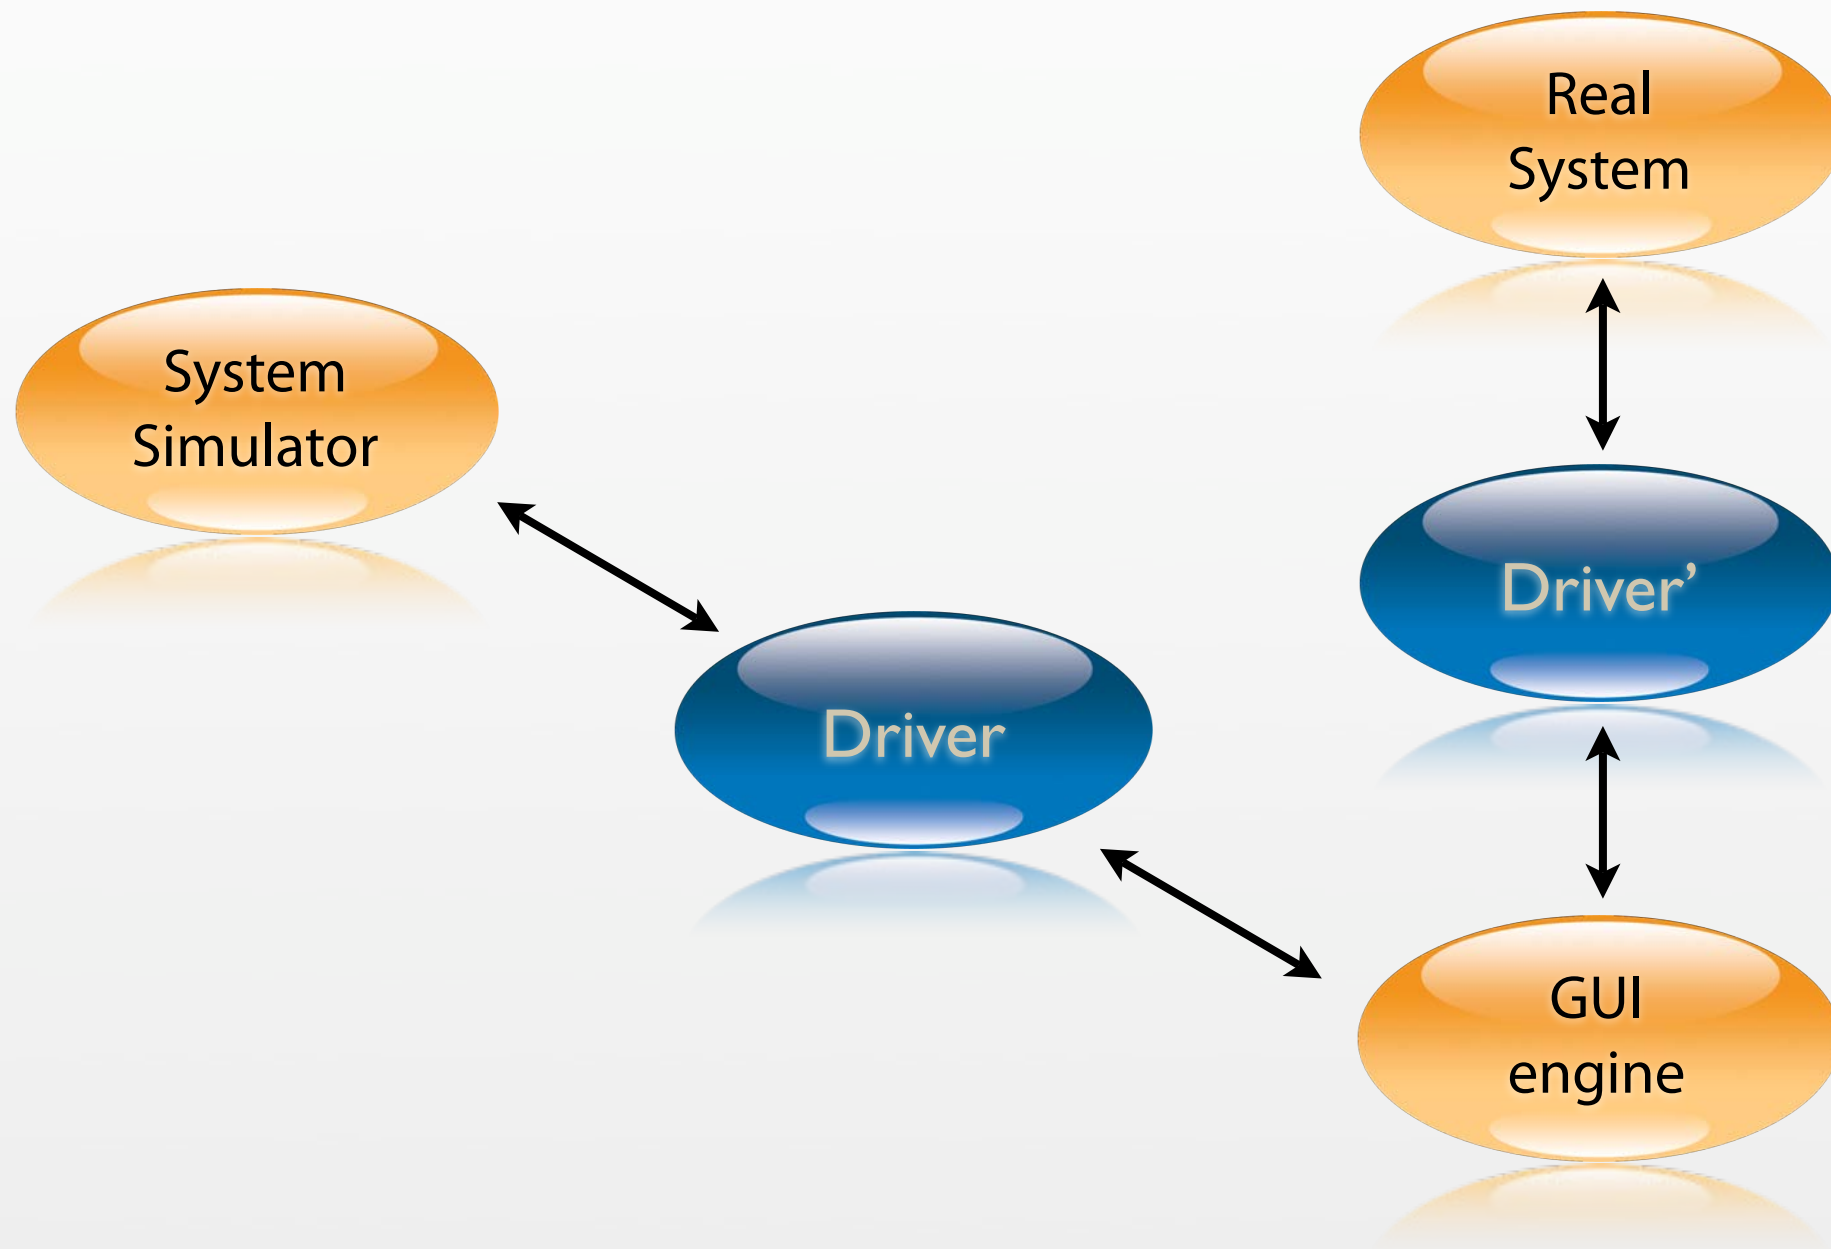 Real
System
System
Simulator
Driver’
Driver
GUI
engine